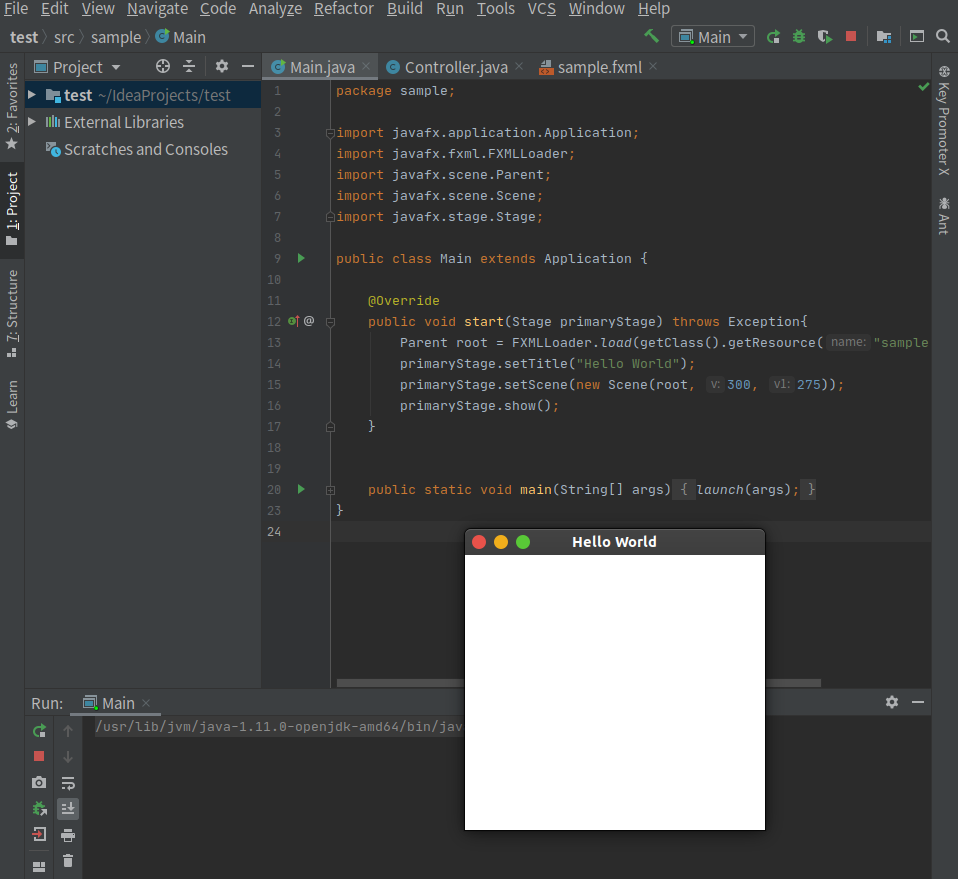 File Edit View Navigate Code Analyze Refactor Build Run Tools VCS Window Help
test src sample Main
Main
2: Favorites
1: Project
7: Structure
Learn
Project
test ~/IdeaProjects/test
External Libraries
Scratches and Consoles
Main.java Controller.java sample.fxml
1 package sample;
2
3 import javafx.application.Application;
4 import javafx.fxml.FXMLLoader;
5 import javafx.scene.Parent;
6 import javafx.scene.Scene;
7 import javafx.stage.Stage;
8
9 public class Main extends Application {
10
11 @Override
12 @ public void start(Stage primaryStage) throws Exception{
13 Parent root = FXMLLoader.load(getClass().getResource( name: "sample
14 primaryStage.setTitle("Hello World");
15 primaryStage.setScene(new Scene(root, v: 300, v1: 275));
16 primaryStage.show();
17 }
18
19
20 public static void main(String[] args) { launch(args); }
23 }
24
Key Promoter X
Ant
Hello World
Run: Main
/usr/lib/jvm/java-1.11.0-openjdk-amd64/bin/jav